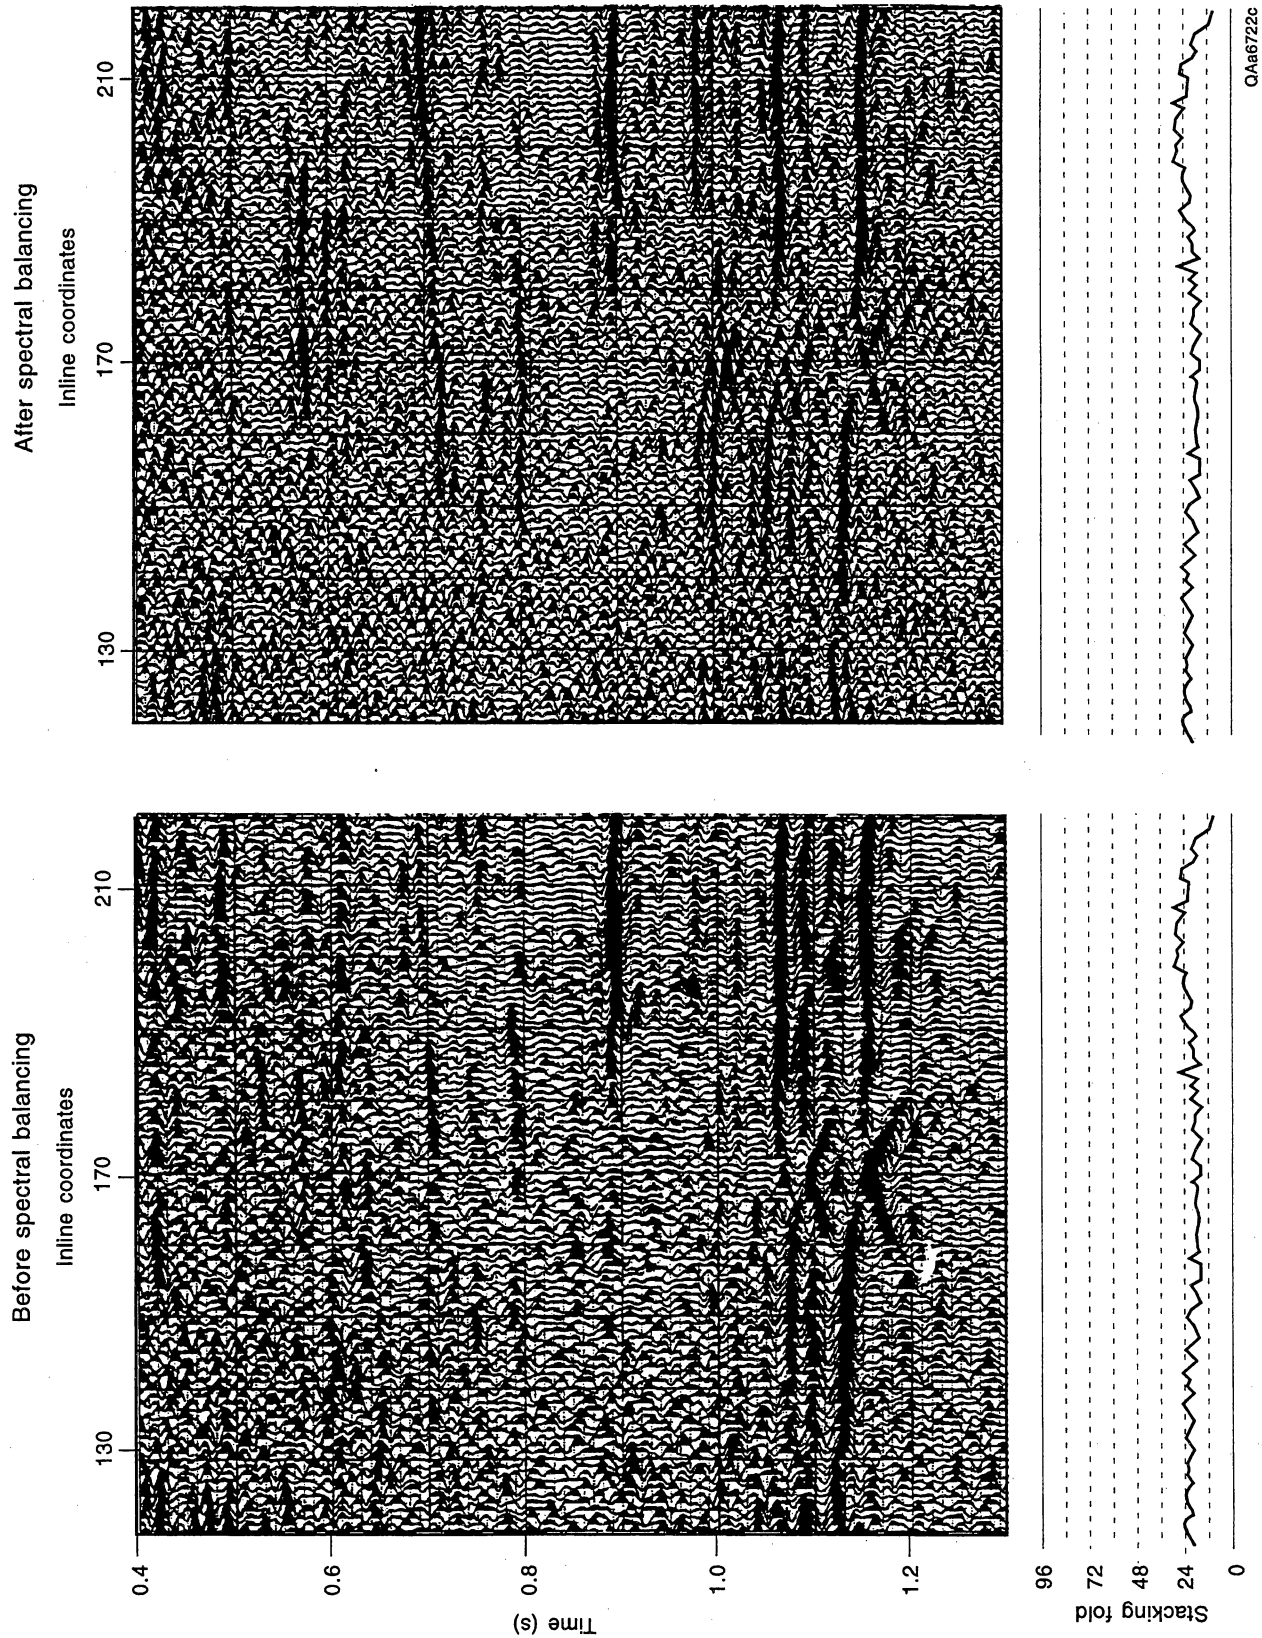 Before spectral balancing
Inline coordinates
130
170
210
After spectral balancing
Inline coordinates
130
170
210
0.4
0.6
0.8
1.0
1.2
Time (s)
96
72
48
24
0
Stacking fold
QAa6722c